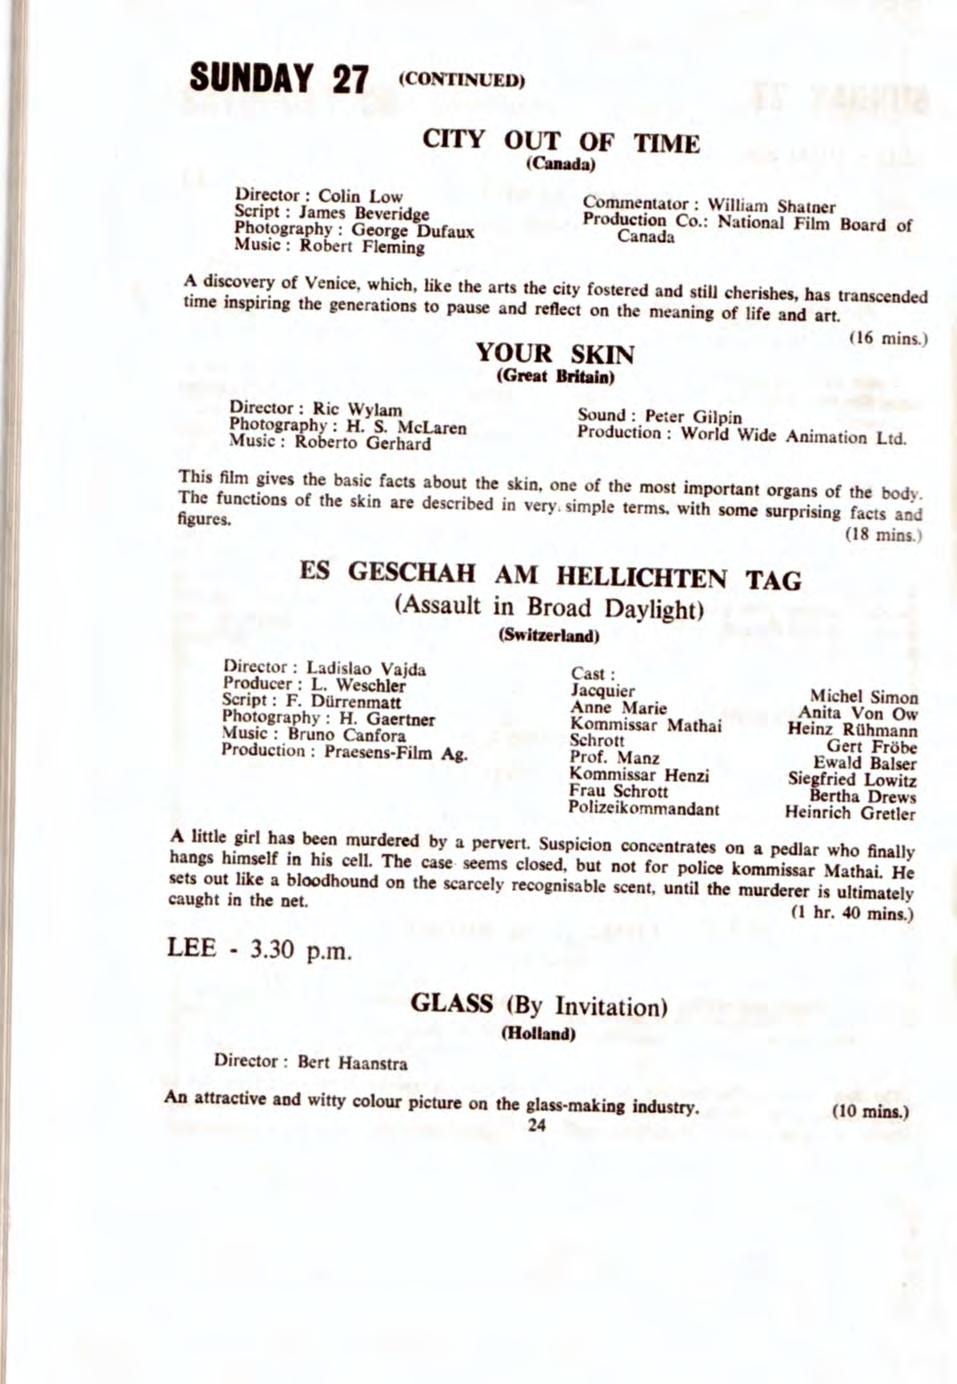 SUNDAY 27 (CONTINUED)
CITY OUT OF TIME
(Canada)
Director : Colin Low
Script : James Beveridge
Photography : George Dufaux
Music : Robert Fleming
Commentator : William Shatner
Production Co.: National Film Board of
Canada
A discovery of Venice, which, like the arts the city fostered and still cherishes, has transcended
time inspiring the generations to pause and reflect on the meaning of life and art.
(16 mins.)
YOUR SKIN
(Great Britain)
Director : Ric Wylam
Photography : H. S. McLaren
Music : Roberto Gerhard
Sound : Peter Gilpin
Production : World Wide Animation Ltd.
This film gives the basic facts about the skin, one of the most important organs of the body.
The functions of the skin are described in very simple terms, with some surprising facts and
figures.
(18 mins.)
ES GESCHAH AM HELLICHTEN TAG
(Assault in Broad Daylight)
(Switzerland)
Director : Ladislao Vajda
Producer : L. Weschler
Script : F. Dürrenmatt
Photography : H. Gaertner
Music : Bruno Canfora
Production : Praesens-Film Ag.
Cast :
Jacquier Michel Simon
Anne Marie Anita Von Ow
Kommissar Mathai Heinz Rühmann
Schrott Gert Fröbe
Prof. Manz Ewald Balser
Kommissar Henzi Siegfried Lowitz
Frau Schrott Bertha Drews
Polizeikommandant Heinrich Gretler
A little girl has been murdered by a pervert. Suspicion concentrates on a pedlar who finally
hangs himself in his cell. The case seems closed, but not for police kommissar Mathai. He
sets out like a bloodhound on the scarcely recognisable scent, until the murderer is ultimately
caught in the net.
(1 hr. 40 mins.)
LEE - 3.30 p.m.
GLASS (By Invitation)
(Holland)
Director : Bert Haanstra
An attractive and witty colour picture on the glass-making industry.
(10 mins.)
24